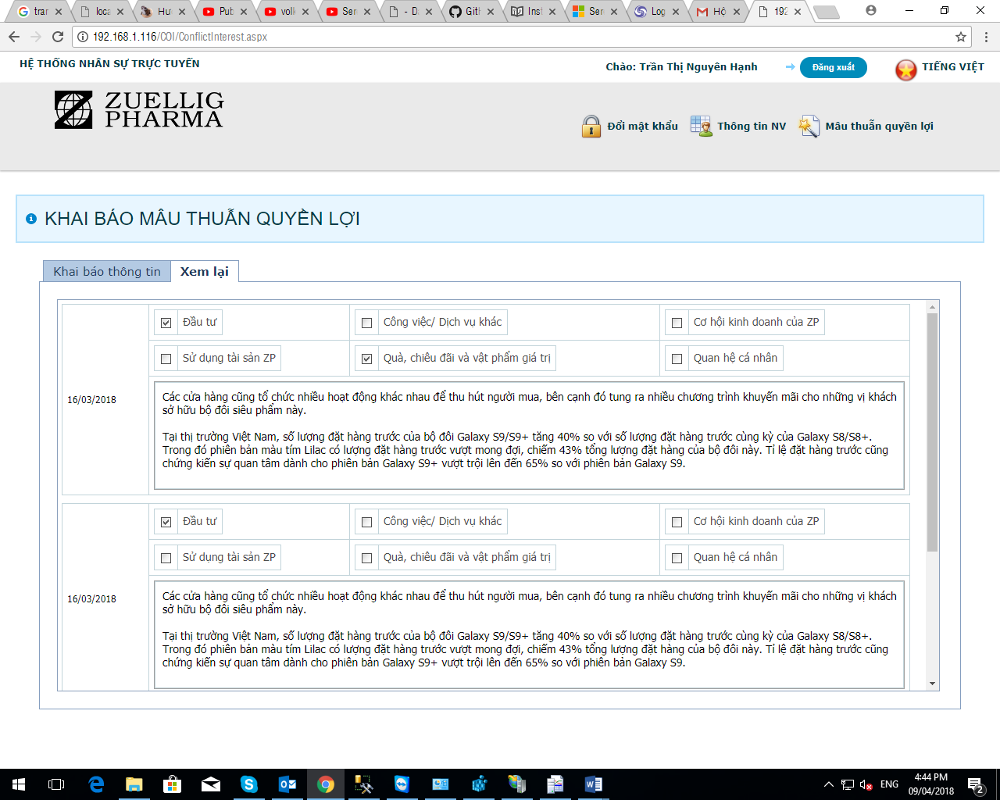 trar
loca
Hướ
Pub
voll
Ser
- Da
Gitl
Inst
Ser
Log
Hộ
192
192.168.1.116/COI/ConflictInterest.aspx
HỆ THỐNG NHÂN SỰ TRỰC TUYẾN
Chào: Trần Thị Nguyên Hạnh
Đăng xuất
TIẾNG VIỆT
ZUELLIG
PHARMA
Đổi mật khẩu
Thông tin NV
Mâu thuẫn quyền lợi
KHAI BÁO MÂU THUẪN QUYỀN LỢI
Khai báo thông tin
Xem lại
Đầu tư
Công việc/ Dịch vụ khác
Cơ hội kinh doanh của ZP
Sử dụng tài sản ZP
Quà, chiêu đãi và vật phẩm giá trị
Quan hệ cá nhân
16/03/2018
Các cửa hàng cũng tổ chức nhiều hoạt động khác nhau để thu hút người mua, bên cạnh đó tung ra nhiều chương trình khuyến mãi cho những vị khách
sở hữu bộ đôi siêu phẩm này.
Tại thị trường Việt Nam, số lượng đặt hàng trước của bộ đôi Galaxy S9/S9+ tăng 40% so với số lượng đặt hàng trước cùng kỳ của Galaxy S8/S8+.
Trong đó phiên bản màu tím Lilac có lượng đặt hàng trước vượt mong đợi, chiếm 43% tổng lượng đặt hàng của bộ đôi này. Tỉ lệ đặt hàng trước cũng
chứng kiến sự quan tâm dành cho phiên bản Galaxy S9+ vượt trội lên đến 65% so với phiên bản Galaxy S9.
Đầu tư
Công việc/ Dịch vụ khác
Cơ hội kinh doanh của ZP
Sử dụng tài sản ZP
Quà, chiêu đãi và vật phẩm giá trị
Quan hệ cá nhân
16/03/2018
Các cửa hàng cũng tổ chức nhiều hoạt động khác nhau để thu hút người mua, bên cạnh đó tung ra nhiều chương trình khuyến mãi cho những vị khách
sở hữu bộ đôi siêu phẩm này.
Tại thị trường Việt Nam, số lượng đặt hàng trước của bộ đôi Galaxy S9/S9+ tăng 40% so với số lượng đặt hàng trước cùng kỳ của Galaxy S8/S8+.
Trong đó phiên bản màu tím Lilac có lượng đặt hàng trước vượt mong đợi, chiếm 43% tổng lượng đặt hàng của bộ đôi này. Tỉ lệ đặt hàng trước cũng
chứng kiến sự quan tâm dành cho phiên bản Galaxy S9+ vượt trội lên đến 65% so với phiên bản Galaxy S9.
ENG
4:44 PM
09/04/2018
2